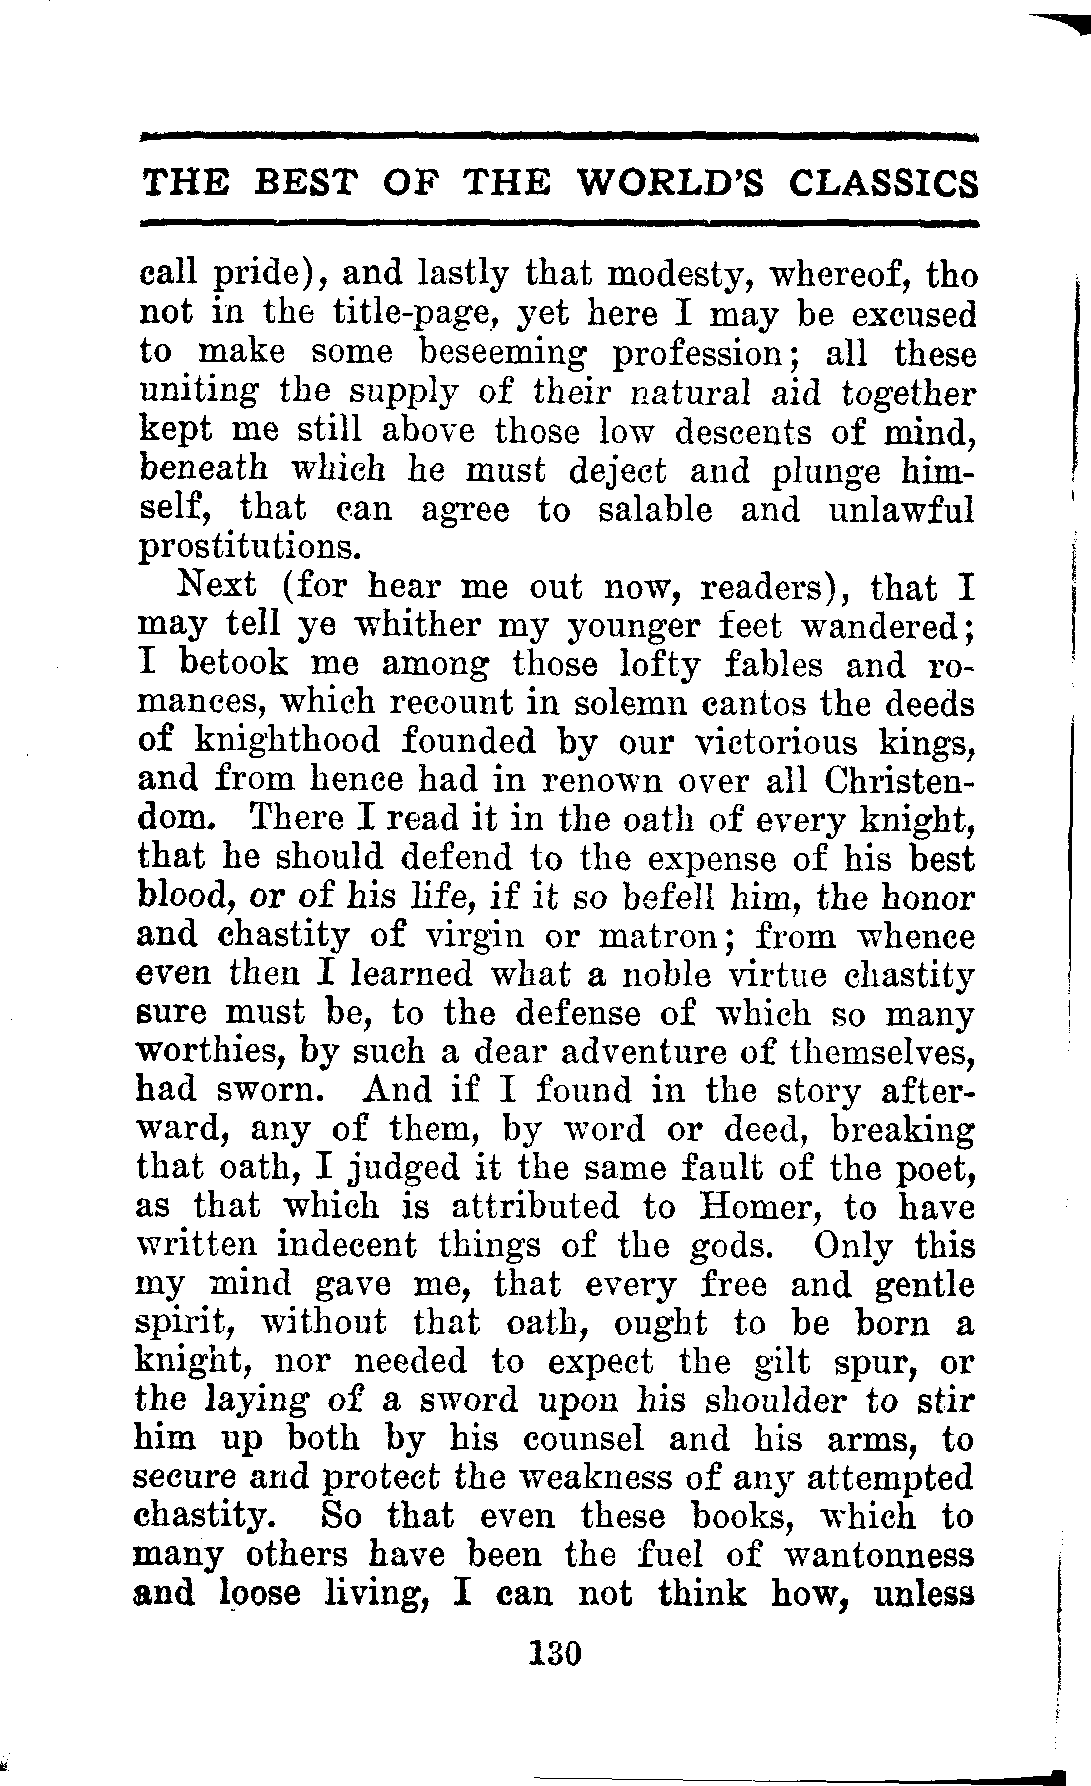 THE BEST OF THE WORLD'S CLASSICS
call pride), and lastly that modesty, whereof, tho
not in the title-page, yet here I may be excused
to make some beseeming profession; all these
uniting the supply of their natural aid together
kept me still above those low descents of mind,
beneath which he must deject and plunge him-
self, that can agree to salable and unlawful
prostitutions.
Next (for hear me out now, readers), that I
may tell ye whither my younger feet wandered;
I betook me among those lofty fables and ro-
mances, which recount in solemn cantos the deeds
of knighthood founded by our victorious kings,
and from hence had in renown over all Christen-
dom. There I read it in the oath of every knight,
that he should defend to the expense of his best
blood, or of his life, if it so befell him, the honor
and chastity of virgin or matron; from whence
even then I learned what a noble virtue chastity
sure must be, to the defense of which so many
worthies, by such a dear adventure of themselves,
had sworn. And if I found in the story after-
ward, any of them, by word or deed, breaking
that oath, I judged it the same fault of the poet,
as that which is attributed to Homer, to have
written indecent things of the gods. Only this
my mind gave me, that every free and gentle
spirit, without that oath, ought to be born a
knight, nor needed to expect the gilt spur, or
the laying of a sword upon his shoulder to stir
him up both by his counsel and his arms, to
secure and protect the weakness of any attempted
chastity. So that even these books, which to
many others have been the fuel of wantonness
and loose living, I can not think how, unless
130